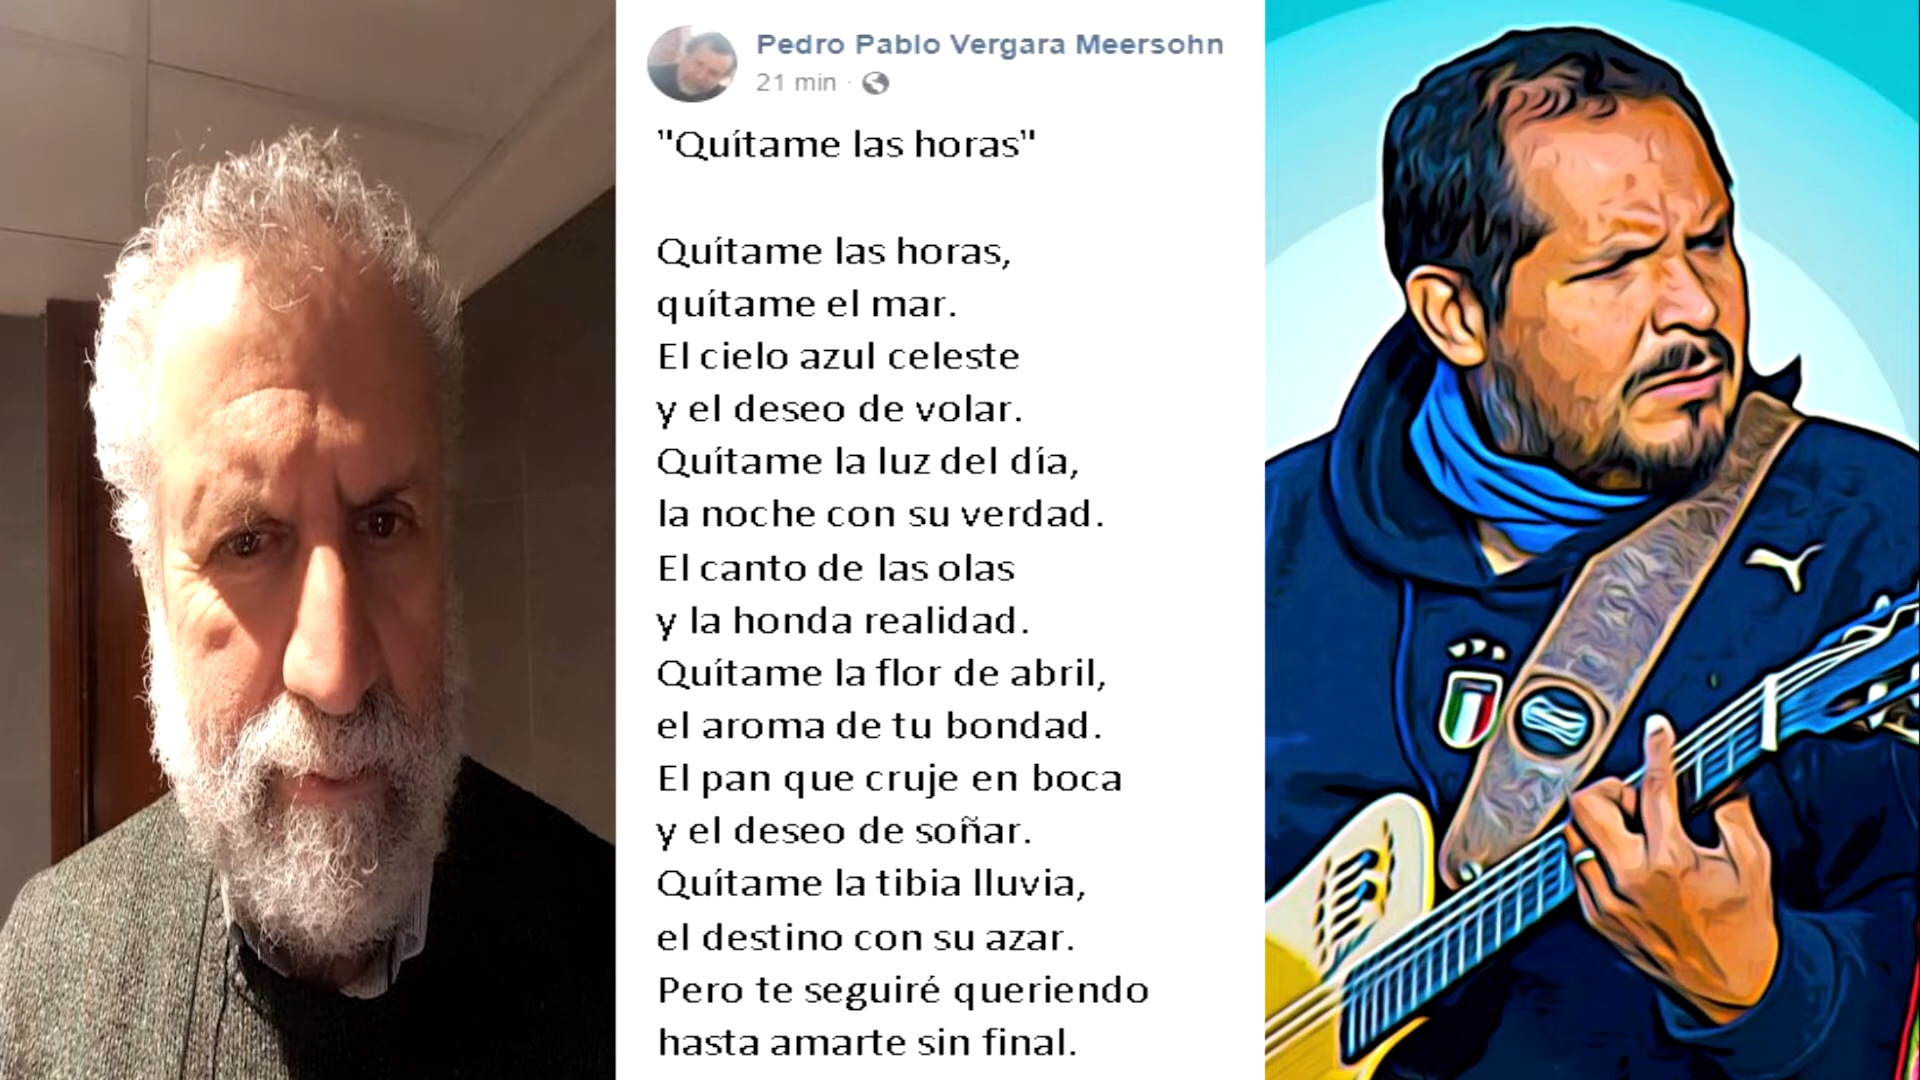 Pedro Pablo Vergara Meersohn
21 min ·
"Quítame las horas"
Quítame las horas,
quítame el mar.
El cielo azul celeste
y el deseo de volar.
Quítame la luz del día,
la noche con su verdad.
El canto de las olas
y la honda realidad.
Quítame la flor de abril,
el aroma de tu bondad.
El pan que cruje en boca
y el deseo de soñar.
Quítame la tibia lluvia,
el destino con su azar.
Pero te seguiré queriendo
hasta amarte sin final.